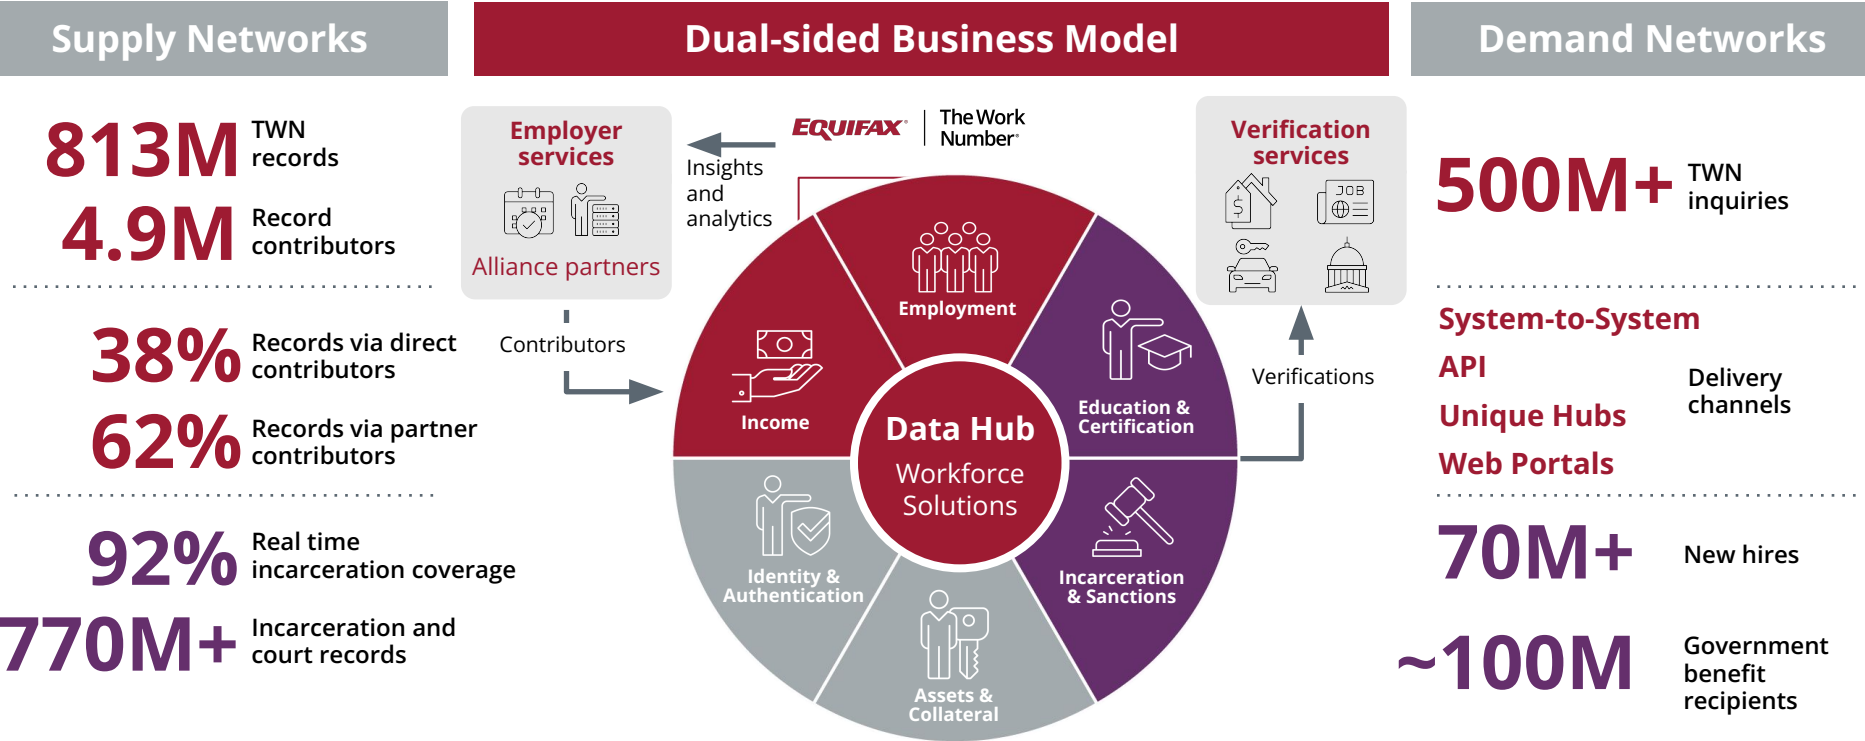 Supply Networks
Dual-sided Business Model
Demand Networks
813M
TWN
records
4.9M
Record
contributors
38%
Records via direct
contributors
62%
Records via partner
contributors
92%
Real time
incarceration coverage
770M+
Incarceration and
court records
Employer
services
Alliance partners
Contributors
Insights
and
analytics
EQUIFAX®
The Work
Number®
Employment
Income
Education &
Certification
Data Hub
Workforce
Solutions
Identity &
Authentication
Incarceration
& Sanctions
Assets &
Collateral
Verification
services
$
JOB
Verifications
500M+
TWN
inquiries
System-to-System
API
Unique Hubs
Web Portals
Delivery
channels
70M+
New hires
~100M
Government
benefit
recipients